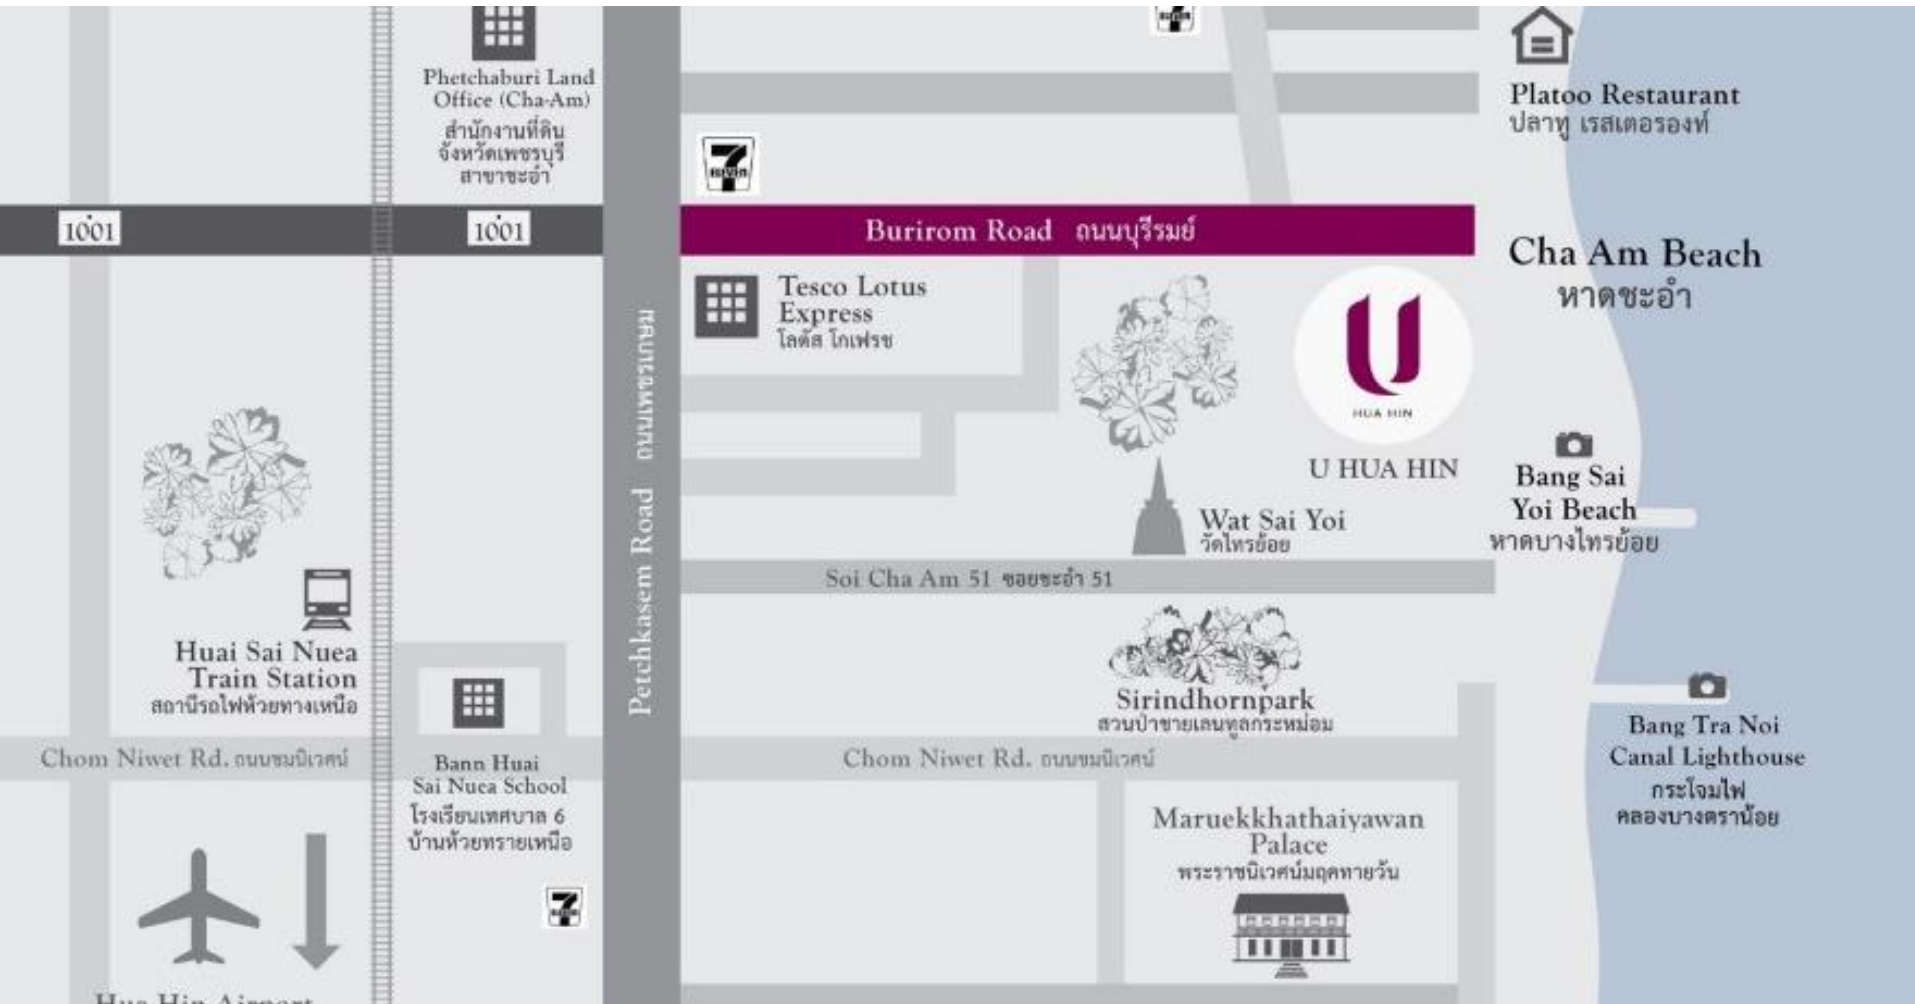 Phetchaburi Land
Office (Cha-Am)
สำนักงานที่ดิน
จังหวัดเพชรบุรี
สาขาชะอำ
7
ELEVEN
7
ELEVEN
Platoo Restaurant
ปลาทู เรสเตอรองท์
1001
1001
Burirom Road ถนนบุรีรมย์
Cha Am Beach
หาดชะอำ
Tesco Lotus
Express
โลตัส โกเฟรช
U
HUA HIN
U HUA HIN
Petchkasem Road ถนนเพชรเกษม
Bang Sai
Yoi Beach
หาดบางไทรย้อย
Wat Sai Yoi
วัดไทรย้อย
Soi Cha Am 51 ซอยชะอำ 51
Huai Sai Nuea
Train Station
สถานีรถไฟห้วยทางเหนือ
Sirindhornpark
สวนป่าชายเลนทูลกระหม่อม
Bang Tra Noi
Canal Lighthouse
กระโจมไฟ
คลองบางตราน้อย
Chom Niwet Rd. ถนนชมนิเวศน์
Chom Niwet Rd. ถนนชมนิเวศน์
Bann Huai
Sai Nuea School
โรงเรียนเทศบาล 6
บ้านห้วยทรายเหนือ
Maruekkhathaiyawan
Palace
พระราชนิเวศน์มฤคทายวัน
7
ELEVEN
Hua Hin Airport